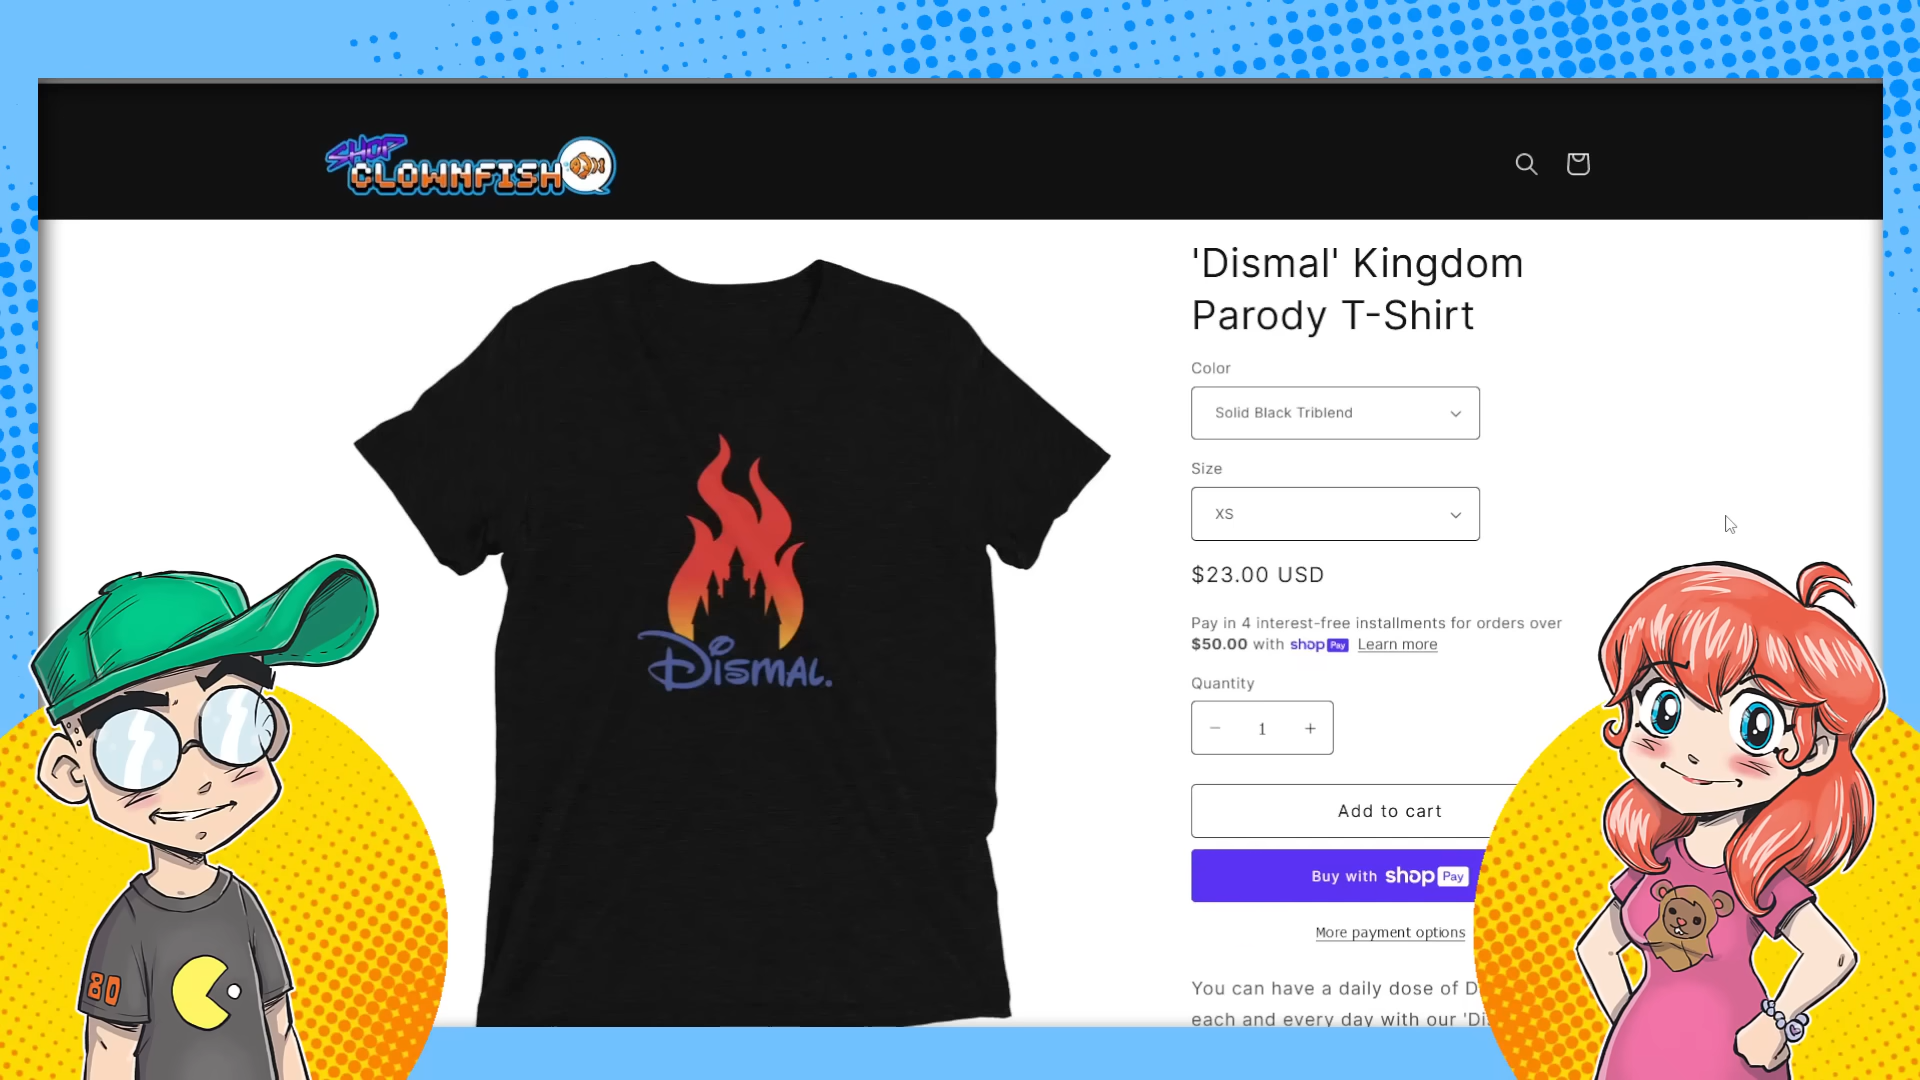 SHOP
CLOWNFISH
'Dismal' Kingdom
Parody T-Shirt
Color
Solid Black Triblend
Size
XS
$23.00 USD
Pay in 4 interest-free installments for orders over
$50.00 with shop Pay Learn more
Quantity
− 1 +
Add to cart
Buy with shop Pay
More payment options
You can have a daily dose of D
each and every day with our 'Di
Dismal.
80